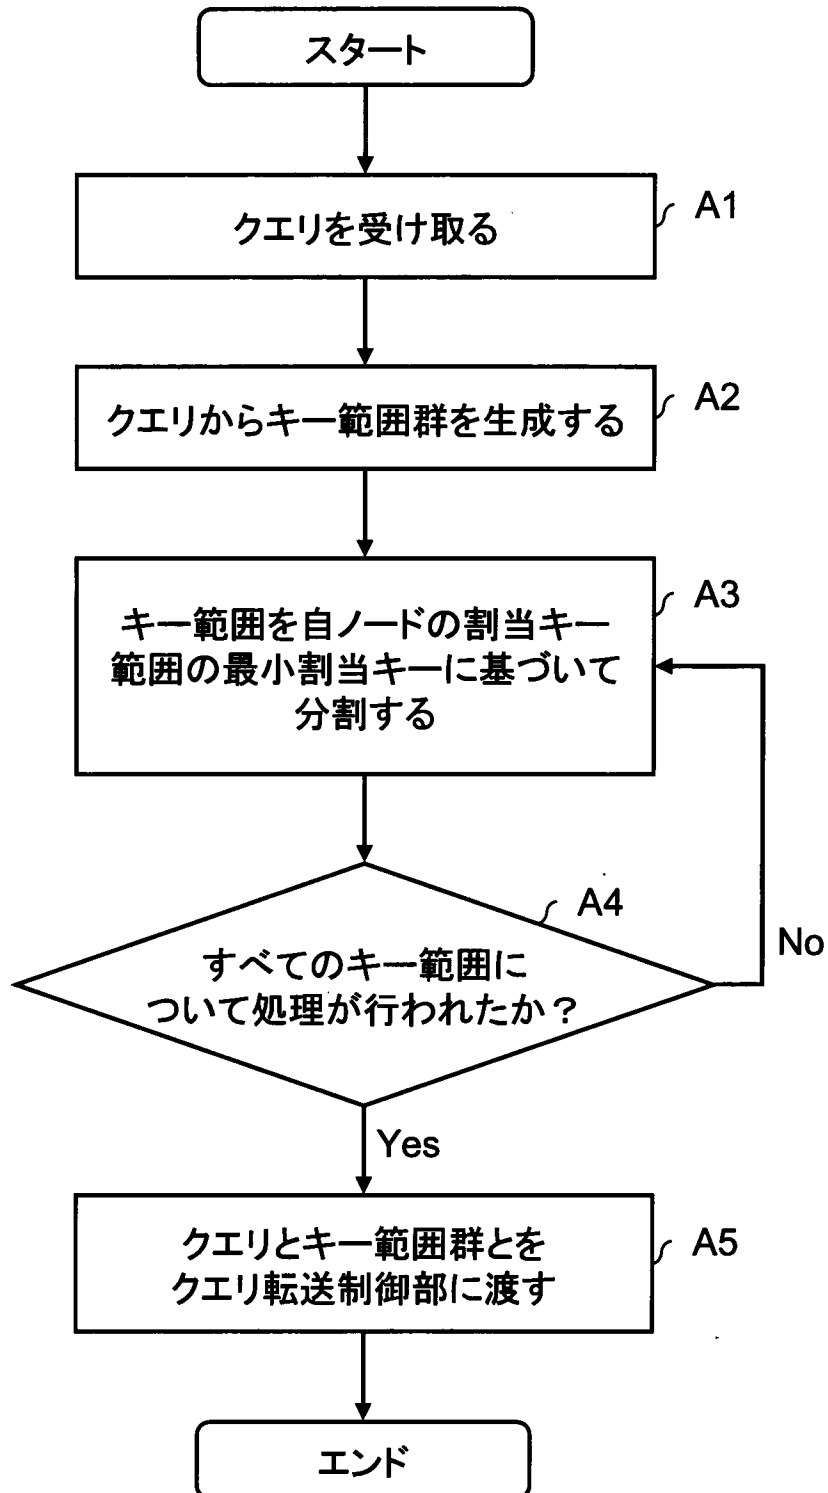 スタート
クエリを受け取る
A1
クエリからキー範囲群を生成する
A2
キー範囲を自ノードの割当キー
範囲の最小割当キーに基づいて
分割する
A3
すべてのキー範囲に
ついて処理が行われたか？
A4
No
Yes
クエリとキー範囲群とを
クエリ転送制御部に渡す
A5
エンド